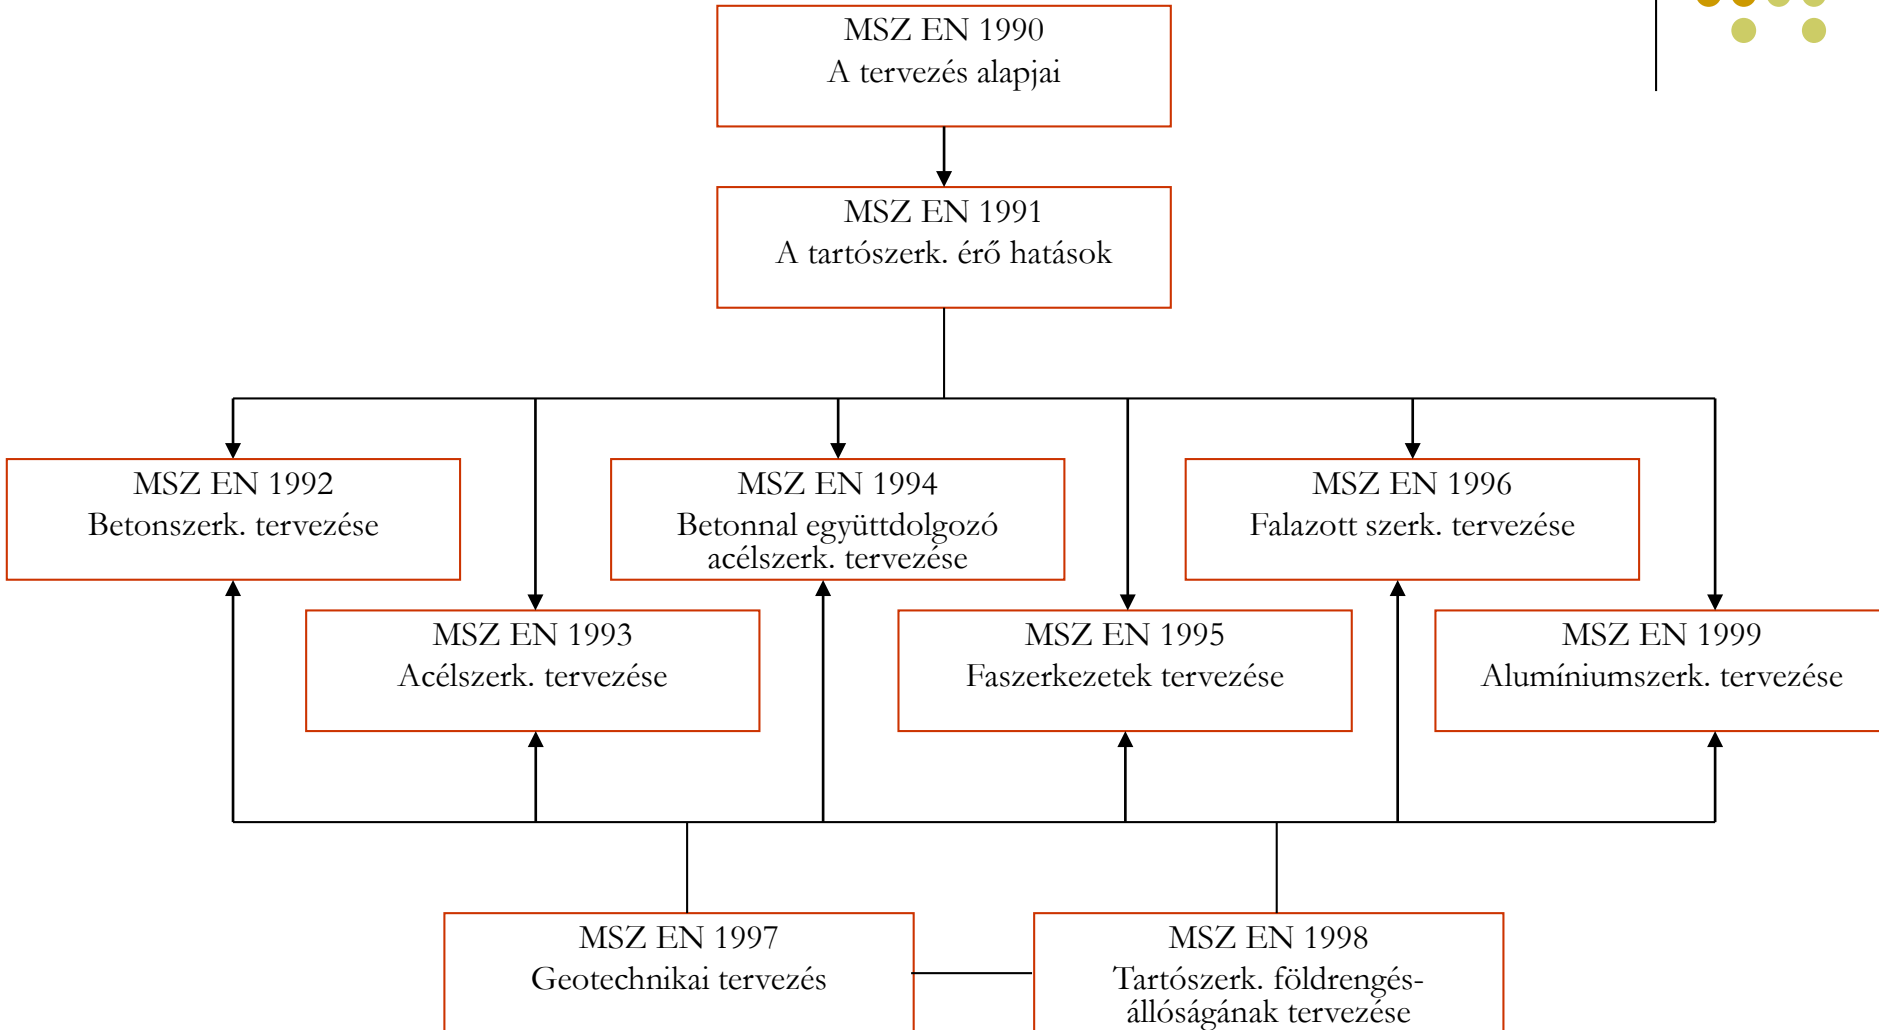 MSZ EN 1990
A tervezés alapjai
MSZ EN 1991
A tartószerk. érő hatások
MSZ EN 1992
Betonszerk. tervezése
MSZ EN 1994
Betonnal együttdolgozó
acélszerk. tervezése
MSZ EN 1996
Falazott szerk. tervezése
MSZ EN 1993
Acélszerk. tervezése
MSZ EN 1995
Faszerkezetek tervezése
MSZ EN 1999
Alumíniumszerk. tervezése
MSZ EN 1997
Geotechnikai tervezés
MSZ EN 1998
Tartószerk. földrengés-
állóságának tervezése